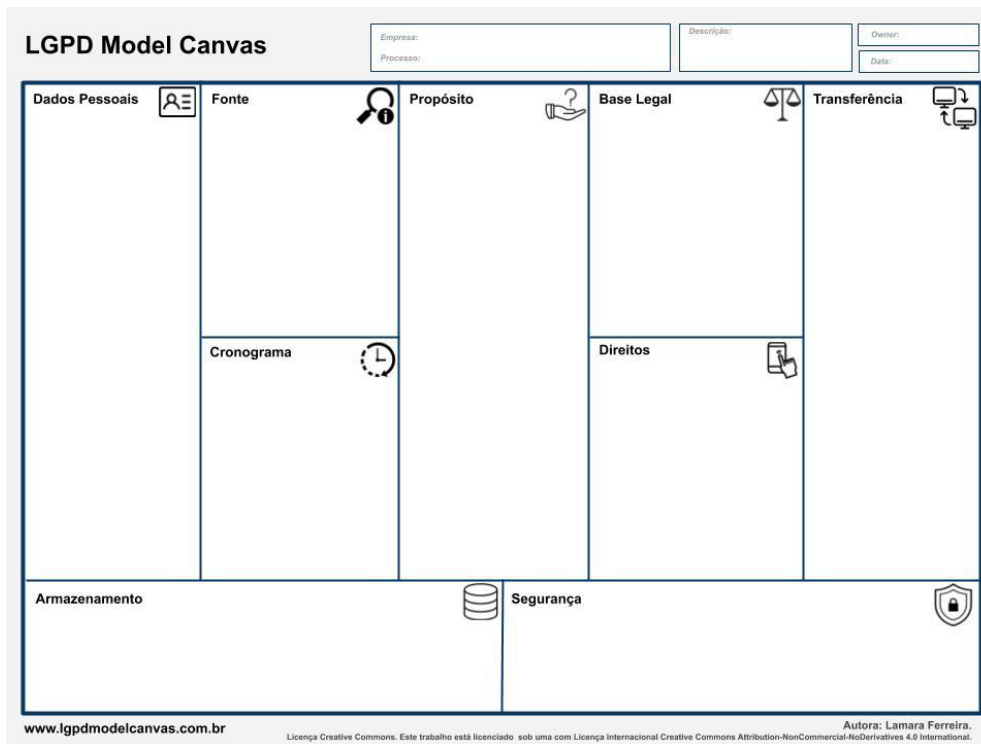 LGPD Model Canvas
Empresa:
Processo:
Descrição:
Owner:
Data:
Dados Pessoais
Fonte
Propósito
Base Legal
Transferência
Cronograma
Direitos
Armazenamento
Segurança
www.lgpdmodelcanvas.com.br
Autora: Lamara Ferreira.
Licença Creative Commons. Este trabalho está licenciado sob uma com Licença Internacional Creative Commons Attribution-NonCommercial-NoDerivatives 4.0 International.